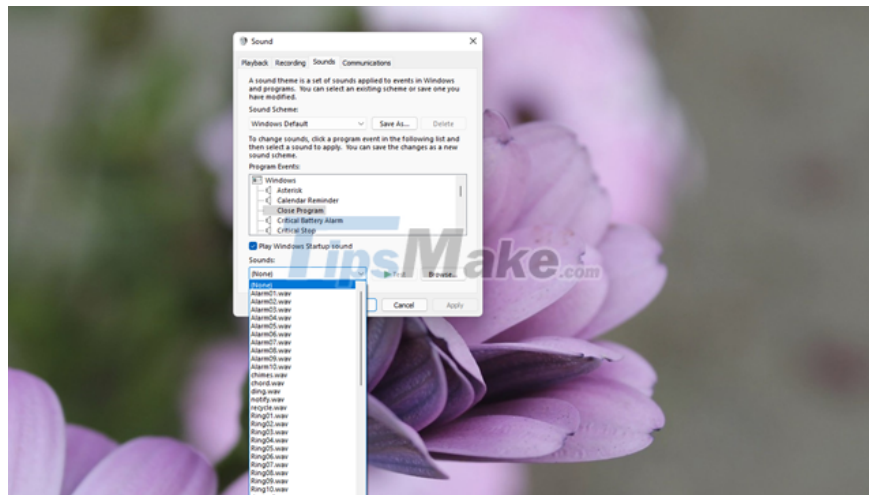 Sound
Playback Recording Sounds Communications
A sound theme is a set of sounds applied to events in Windows
and programs. You can select an existing scheme or save one you
have modified.
Sound Scheme:
Windows Default Save As... Delete
To change sounds, click a program event in the following list and
then select a sound to apply. You can save the changes as a new
sound scheme.
Program Events:
Windows
Asterisk
Calendar Reminder
Close Program
Critical Battery Alarm
Critical Stop
Play Windows Startup sound
Sounds:
(None) Test Browse...
(None)
Alarm01.wav
Alarm02.wav
Alarm03.wav
Alarm04.wav
Alarm05.wav
Alarm06.wav
Alarm07.wav
Alarm08.wav
Alarm09.wav
Alarm10.wav
chimes.wav
chord.wav
ding.wav
notify.wav
recycle.wav
Ring01.wav
Ring02.wav
Ring03.wav
Ring04.wav
Ring05.wav
Ring06.wav
Ring07.wav
Ring08.wav
Ring09.wav
Ring10.wav
Cancel Apply
TipsMake.com